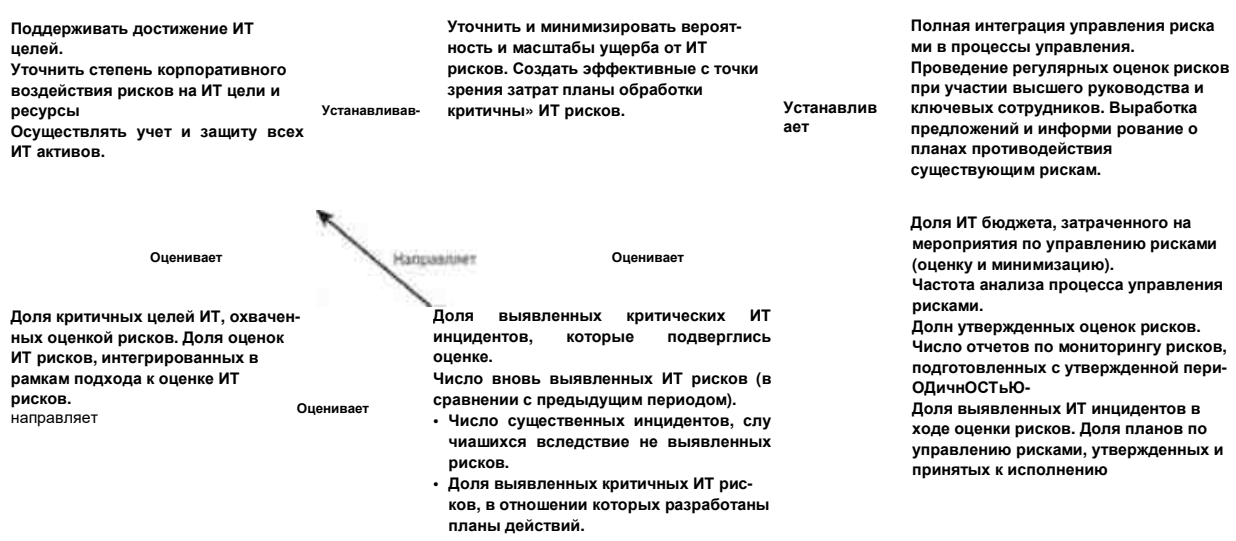 Поддерживать достижение ИТ
целей.
Уточнить степень корпоративного
воздействия рисков на ИТ цели и
ресурсы
Осуществлять учет и защиту всех
ИТ активов.
Устанавливав-
Уточнить и минимизировать вероят-
ность и масштабы ущерба от ИТ
рисков. Создать эффективные с точки
зрения затрат планы обработки
критичны» ИТ рисков.
Устанавлив
ает
Полная интеграция управления риска
ми в процессы управления.
Проведение регулярных оценок рисков
при участии высшего руководства и
ключевых сотрудников. Выработка
предложений и информи рование о
планах противодействия
существующим рискам.
Оценивает
Направляет
Оценивает
Доля критичных целей ИТ, охвачен-
ных оценкой рисков. Доля оценок
ИТ рисков, интегрированных в
рамкам подхода к оценке ИТ
рисков.
направляет
Оценивает
Доля выявленных критических ИТ
инцидентов, которые подверглись
оценке.
Число вновь выявленных ИТ рисков (в
сравнении с предыдущим периодом).
• Число существенных инцидентов, слу
чиашихся вследствие не выявленных
рисков.
• Доля выявленных критичных ИТ рис-
ков, в отношении которых разработаны
планы действий.
Доля ИТ бюджета, затраченного на
мероприятия по управлению рисками
(оценку и минимизацию).
Частота анализа процесса управления
рисками.
Долн утвержденных оценок рисков.
Число отчетов по мониторингу рисков,
подготовленных с утвержденной пери-
ОДичнОСТьЮ-
Доля выявленных ИТ инцидентов в
ходе оценки рисков. Доля планов по
управлению рисками, утвержденных и
принятых к исполнению